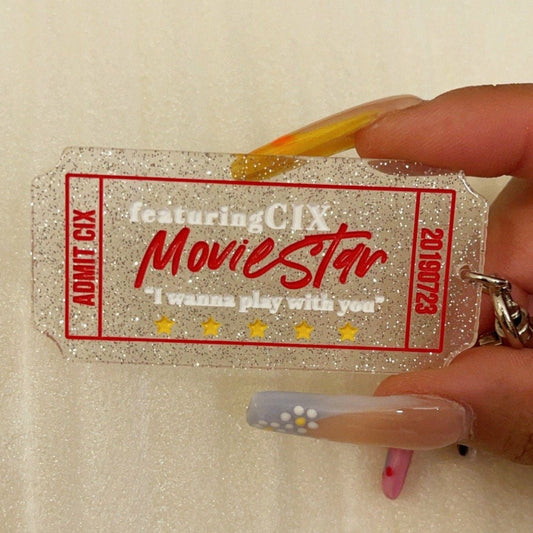 ADMIT CIX
featuringCIX
MovieStar
"I wanna play with you"
20190723